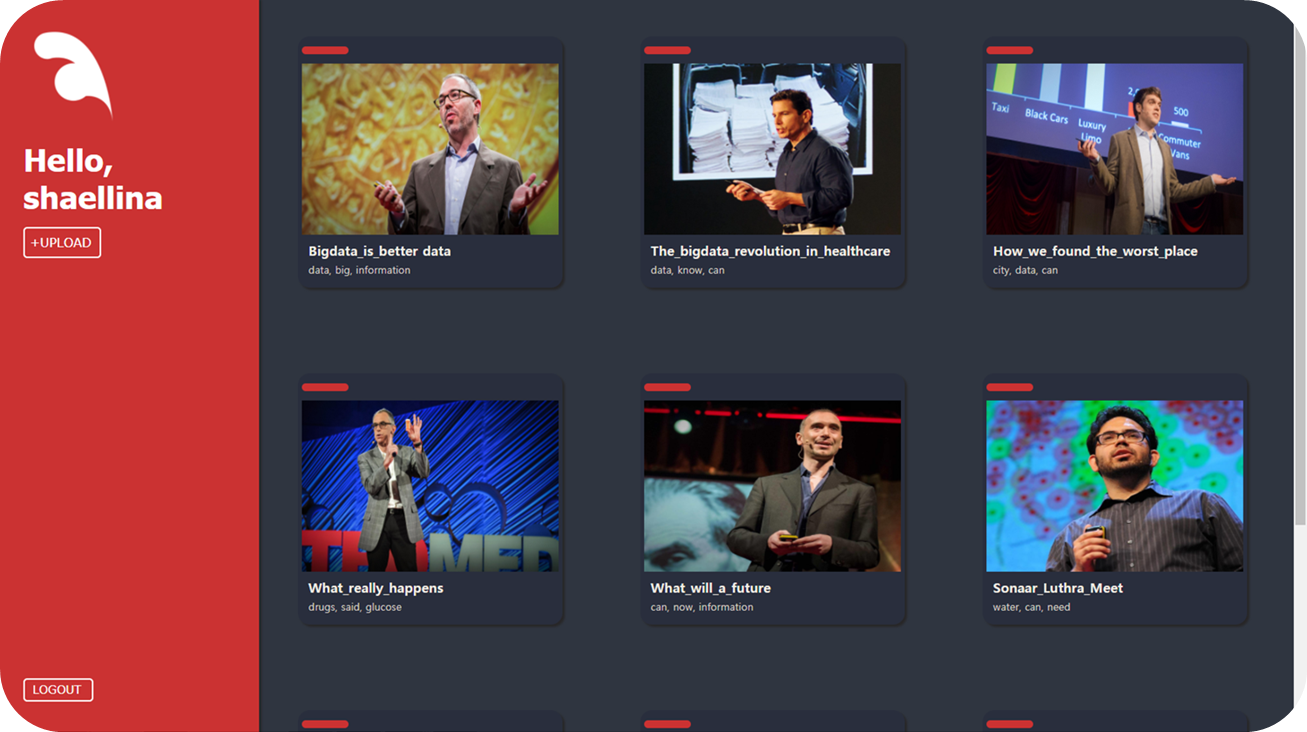 Hello,
shaellina
+UPLOAD
LOGOUT
Taxi
Black Cars
Luxury
Limo
500
Commuter
Vans
Bigdata_is_better data
data, big, information
The_bigdata_revolution_in_healthcare
data, know, can
How_we_found_the_worst_place
city, data, can
TEDMED
What_really_happens
drugs, said, glucose
What_will_a_future
can, now, information
Sonaar_Luthra_Meet
water, can, need